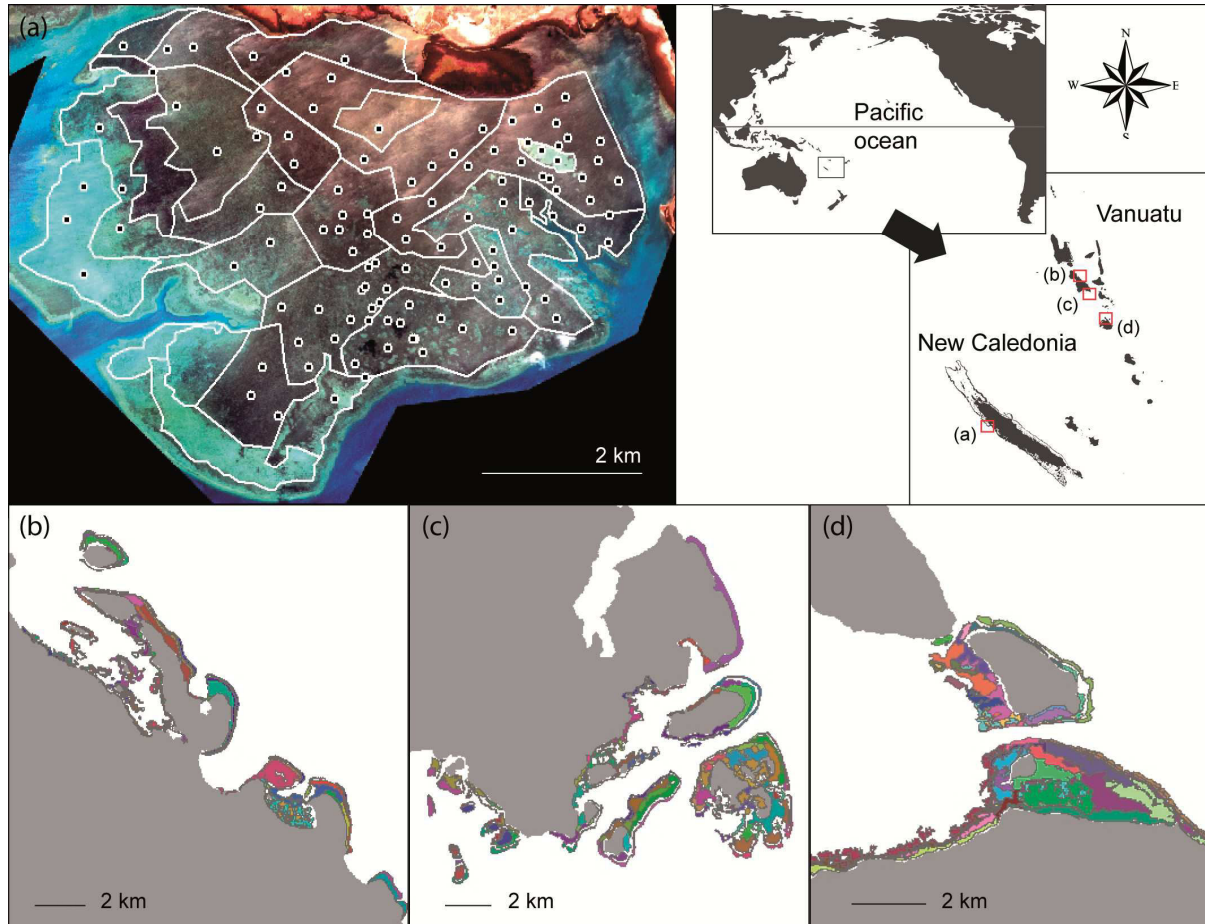 (a)
2 km
Pacific
ocean
N
W
E
S
Vanuatu
(b)
(c)
(d)
New Caledonia
(a)
(b)
2 km
(c)
2 km
(d)
2 km